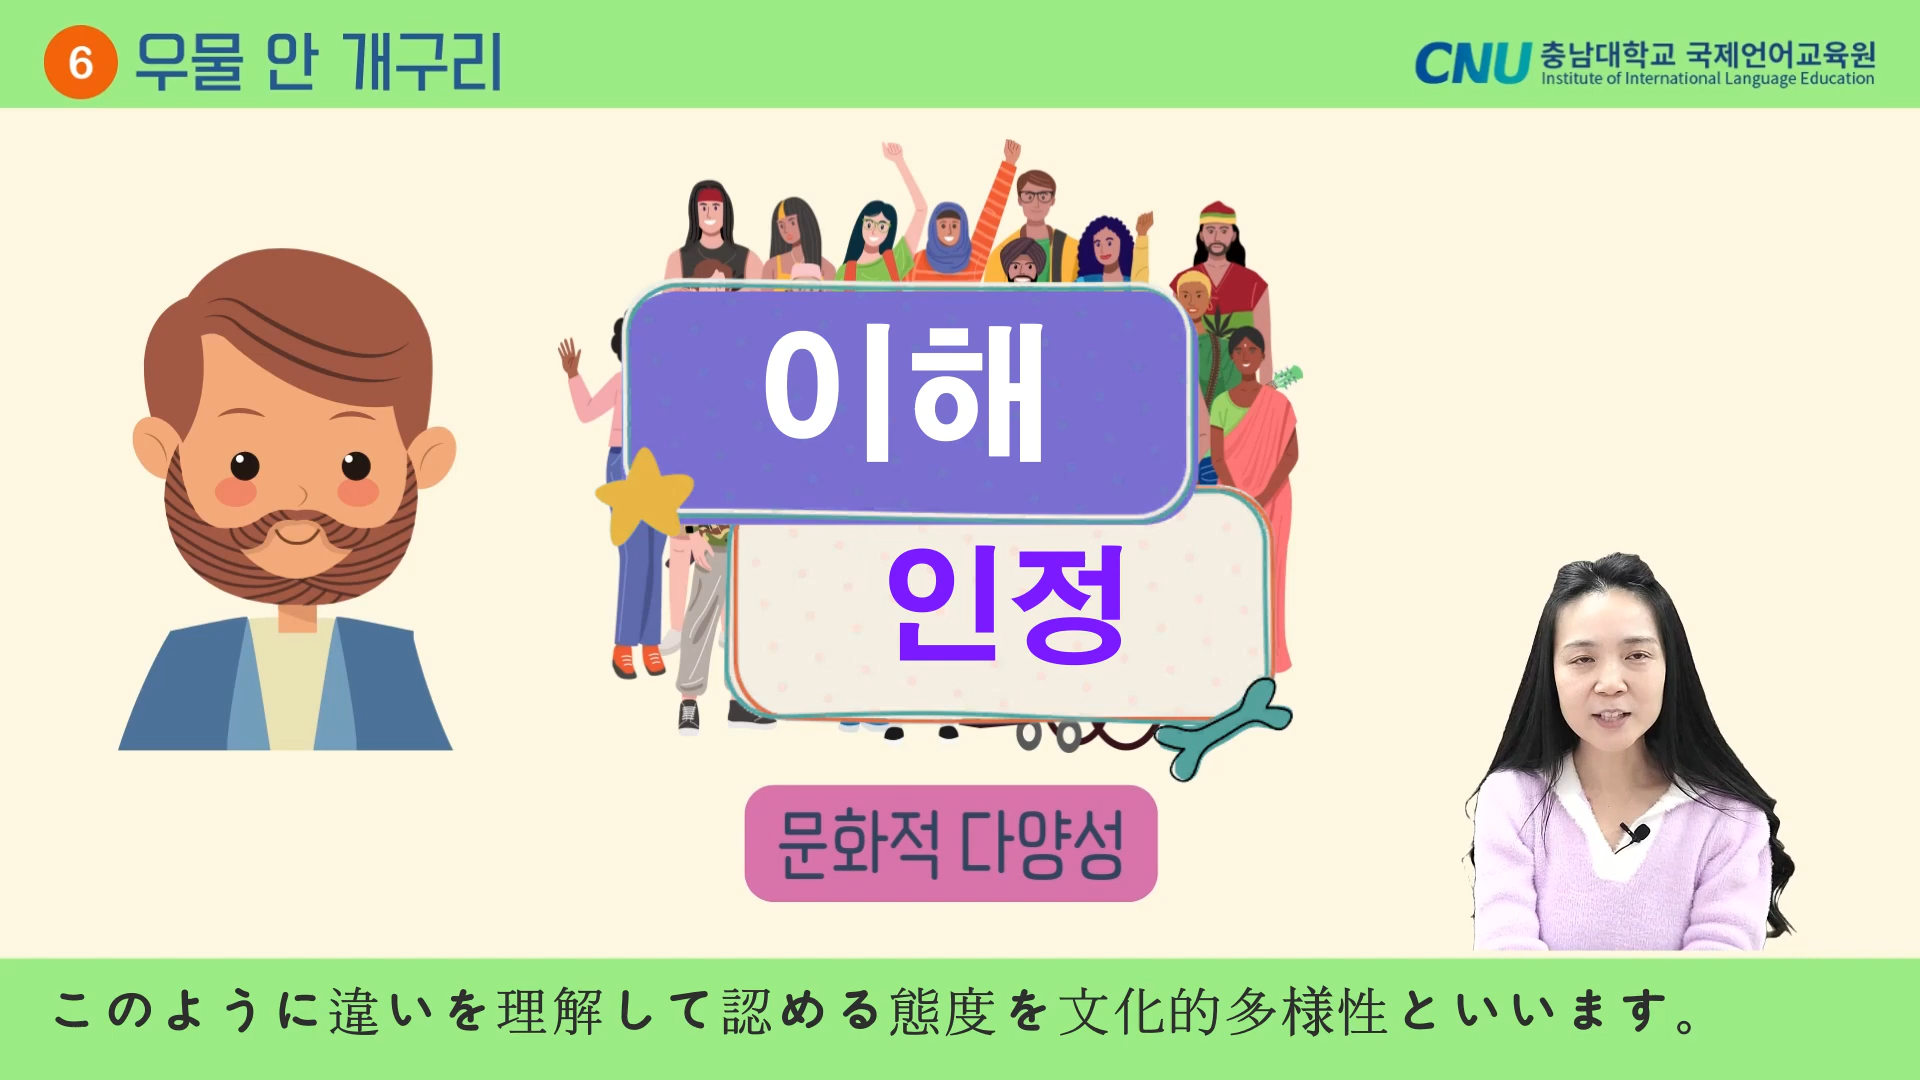 6 우물 안 개구리
CNU 충남대학교 국제언어교육원
Institute of International Language Education
이해
인정
문화적 다양성
このように違いを理解して認める態度を文化的多様性といいます。